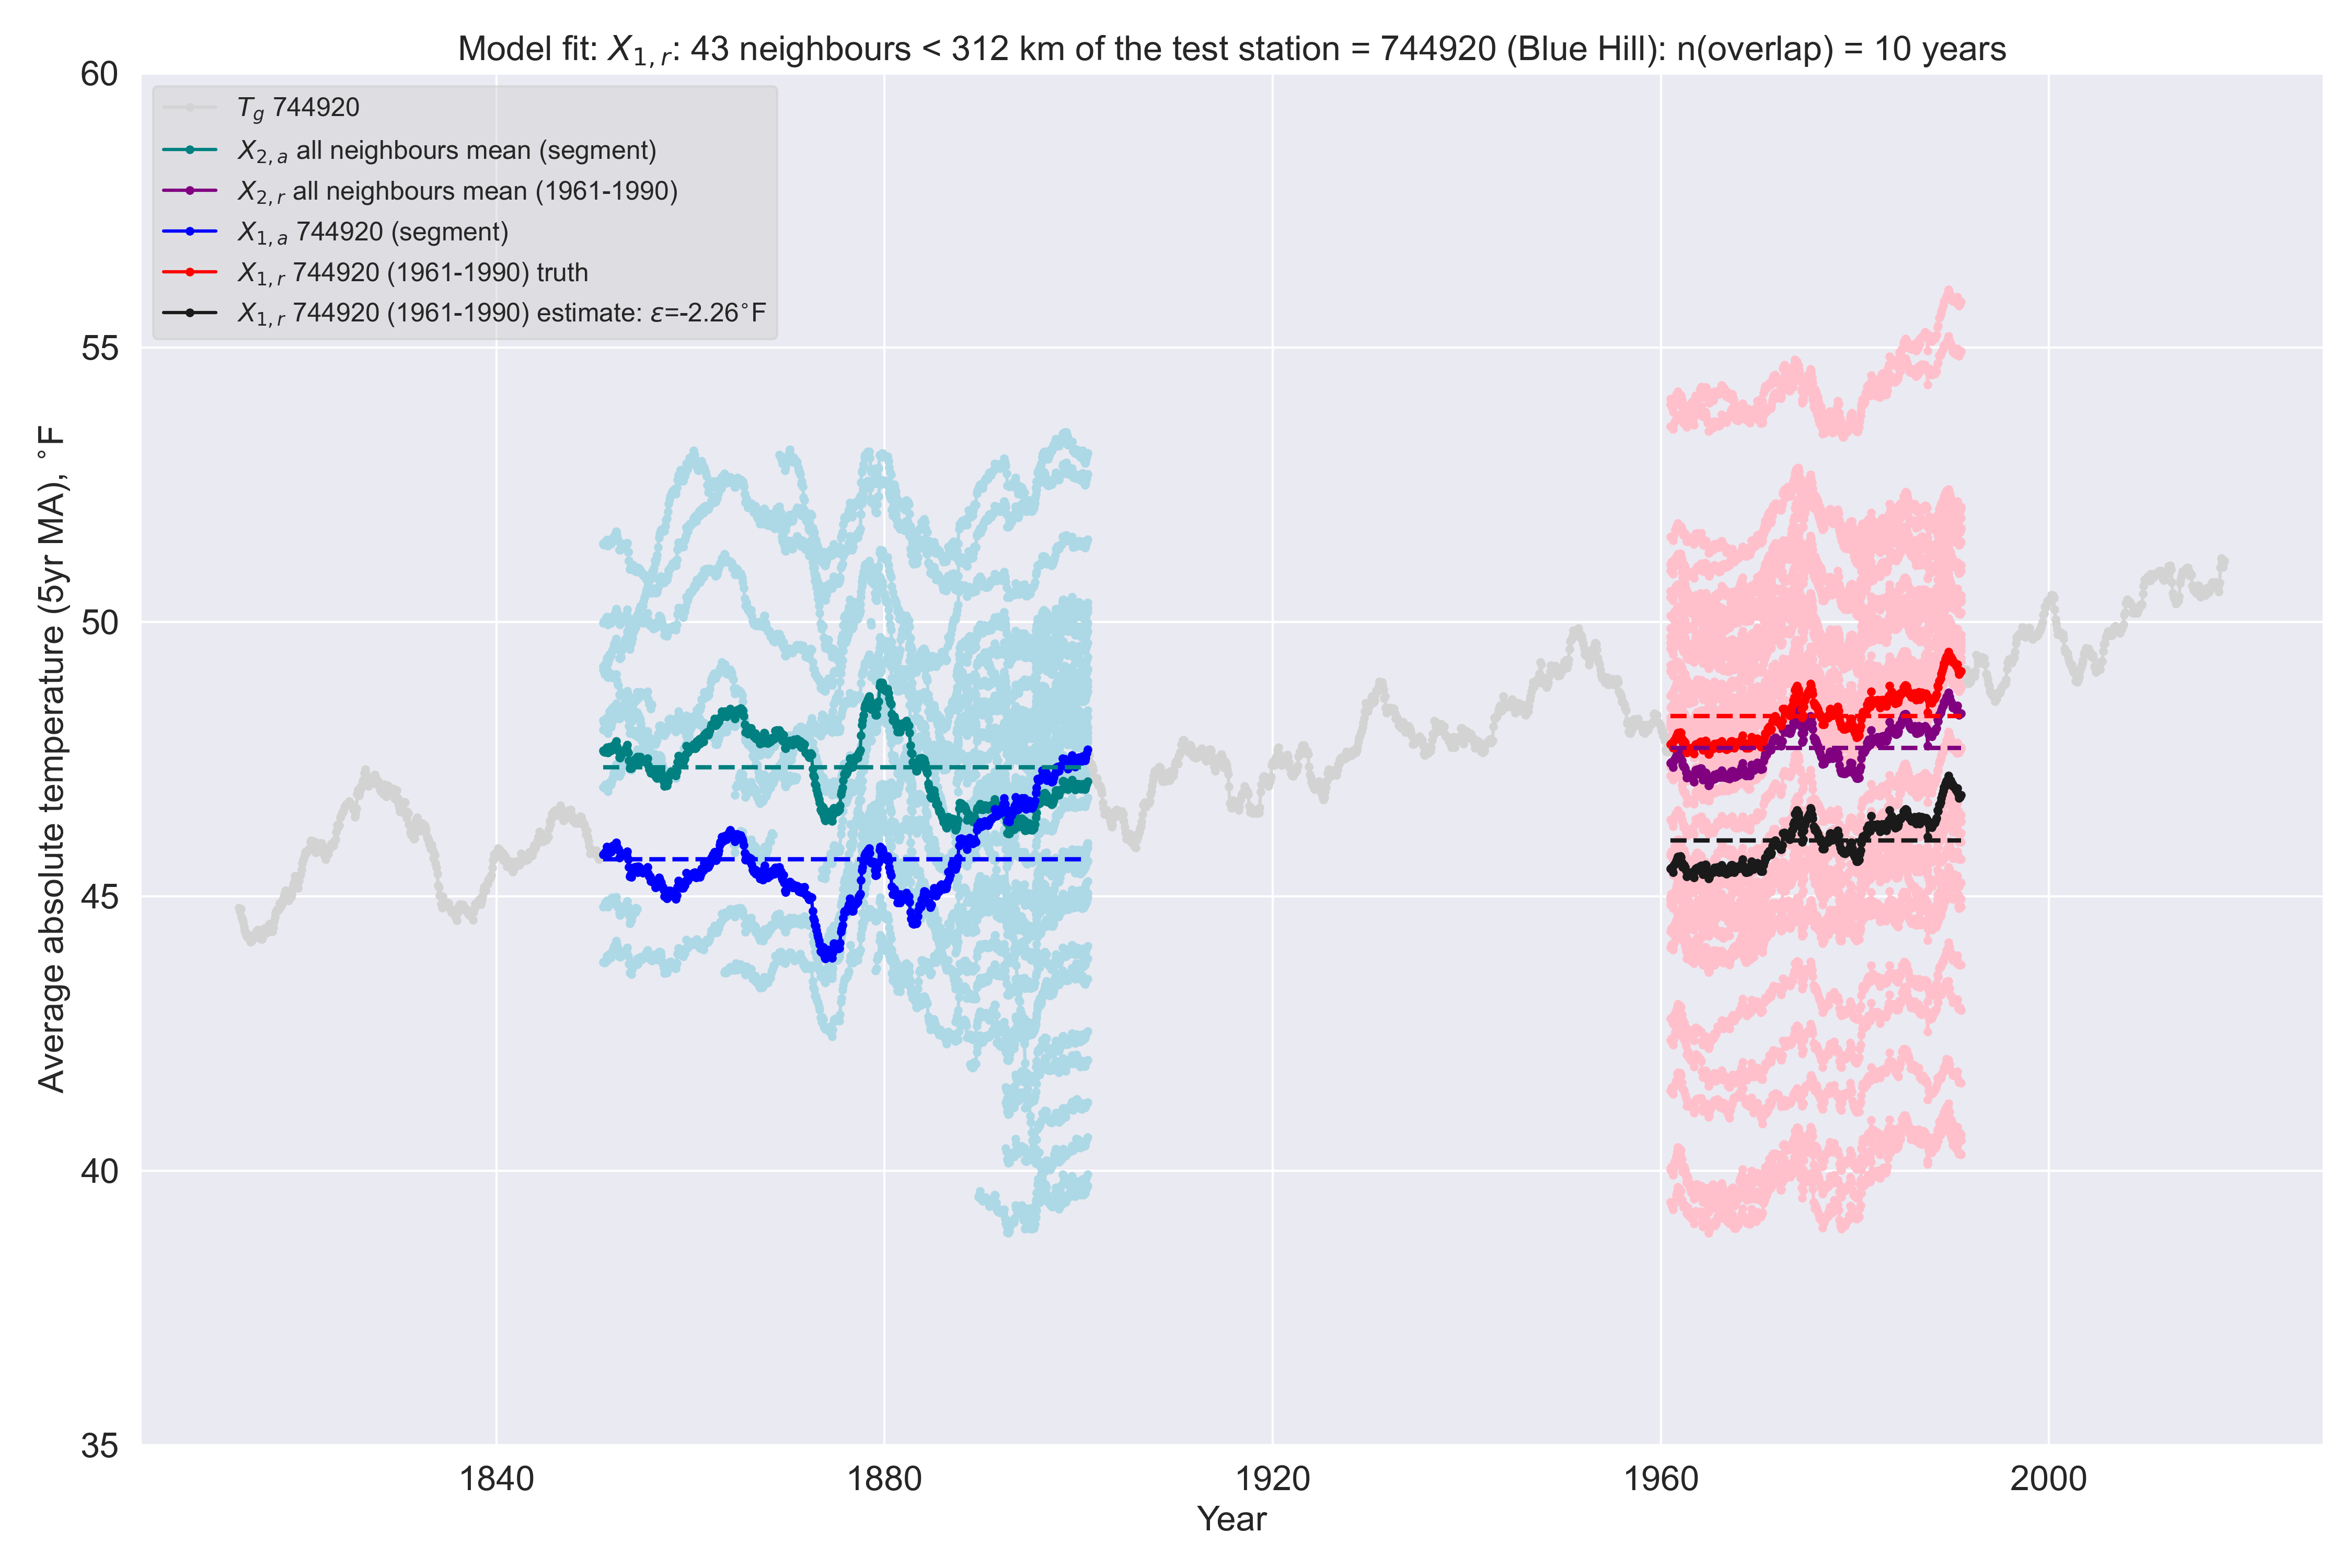 Model fit: X1,r: 43 neighbours < 312 km of the test station = 744920 (Blue Hill): n(overlap) = 10 years
Tg 744920
X2,a all neighbours mean (segment)
X2,r all neighbours mean (1961-1990)
X1,a 744920 (segment)
X1,r 744920 (1961-1990) truth
X1,r 744920 (1961-1990) estimate: ε=-2.26°F
Average absolute temperature (5yr MA), °F
60
55
50
45
40
35
1840 1880 1920 1960 2000
Year